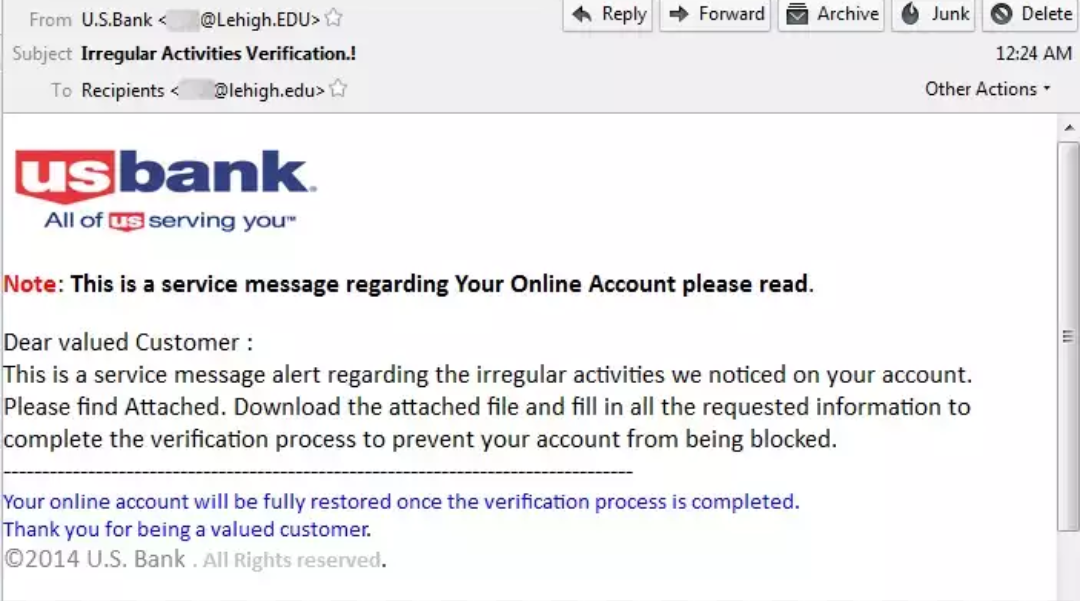 From U.S.Bank < @Lehigh.EDU>
Reply Forward Archive Junk Delete
Subject Irregular Activities Verification.!
12:24 AM
To Recipients < @lehigh.edu>
Other Actions
usbank.
All of us serving you™
Note: This is a service message regarding Your Online Account please read.
Dear valued Customer :
This is a service message alert regarding the irregular activities we noticed on your account.
Please find Attached. Download the attached file and fill in all the requested information to
complete the verification process to prevent your account from being blocked.
--------------------------------------------------------------------------------
Your online account will be fully restored once the verification process is completed.
Thank you for being a valued customer.
©2014 U.S. Bank . All Rights reserved.